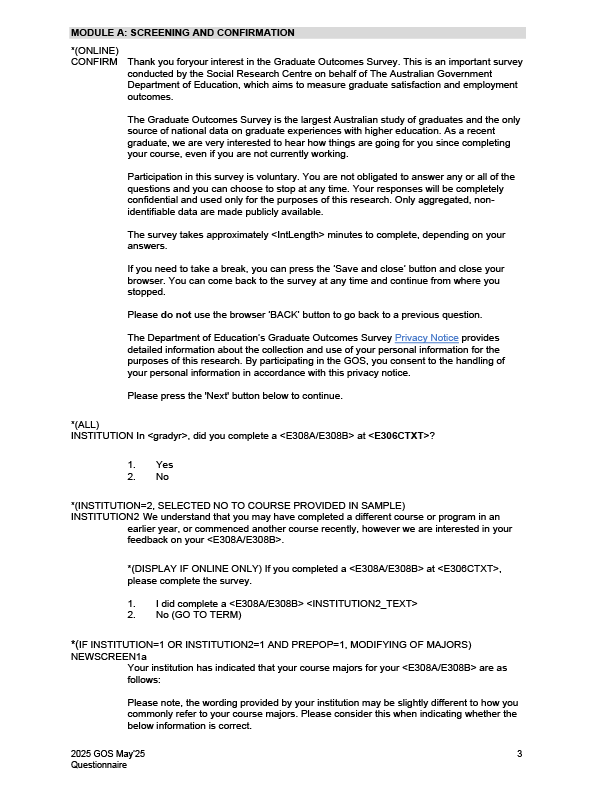 MODULE A: SCREENING AND CONFIRMATION
*(ONLINE)
CONFIRM Thank you foryour interest in the Graduate Outcomes Survey. This is an important survey
conducted by the Social Research Centre on behalf of The Australian Government
Department of Education, which aims to measure graduate satisfaction and employment
outcomes.
The Graduate Outcomes Survey is the largest Australian study of graduates and the only
source of national data on graduate experiences with higher education. As a recent
graduate, we are very interested to hear how things are going for you since completing
your course, even if you are not currently working.
Participation in this survey is voluntary. You are not obligated to answer any or all of the
questions and you can choose to stop at any time. Your responses will be completely
confidential and used only for the purposes of this research. Only aggregated, non-
identifiable data are made publicly available.
The survey takes approximately <IntLength> minutes to complete, depending on your
answers.
If you need to take a break, you can press the 'Save and close' button and close your
browser. You can come back to the survey at any time and continue from where you
stopped.
Please do not use the browser 'BACK' button to go back to a previous question.
The Department of Education's Graduate Outcomes Survey Privacy Notice provides
detailed information about the collection and use of your personal information for the
purposes of this research. By participating in the GOS, you consent to the handling of
your personal information in accordance with this privacy notice.
Please press the 'Next' button below to continue.
*(ALL)
INSTITUTION In <gradyr>, did you complete a <E308A/E308B> at <E306CTXT>?
1. Yes
2. No
*(INSTITUTION=2, SELECTED NO TO COURSE PROVIDED IN SAMPLE)
INSTITUTION2 We understand that you may have completed a different course or program in an
earlier year, or commenced another course recently, however we are interested in your
feedback on your <E308A/E308B>.
*(DISPLAY IF ONLINE ONLY) If you completed a <E308A/E308B> at <E306CTXT>,
please complete the survey.
1. I did complete a <E308A/E308B> <INSTITUTION2_TEXT>
2. No (GO TO TERM)
*(IF INSTITUTION=1 OR INSTITUTION2=1 AND PREPOP=1, MODIFYING OF MAJORS)
NEWSCREEN1a
Your institution has indicated that your course majors for your <E308A/E308B> are as
follows:
Please note, the wording provided by your institution may be slightly different to how you
commonly refer to your course majors. Please consider this when indicating whether the
below information is correct.
2025 GOS May'25 3
Questionnaire